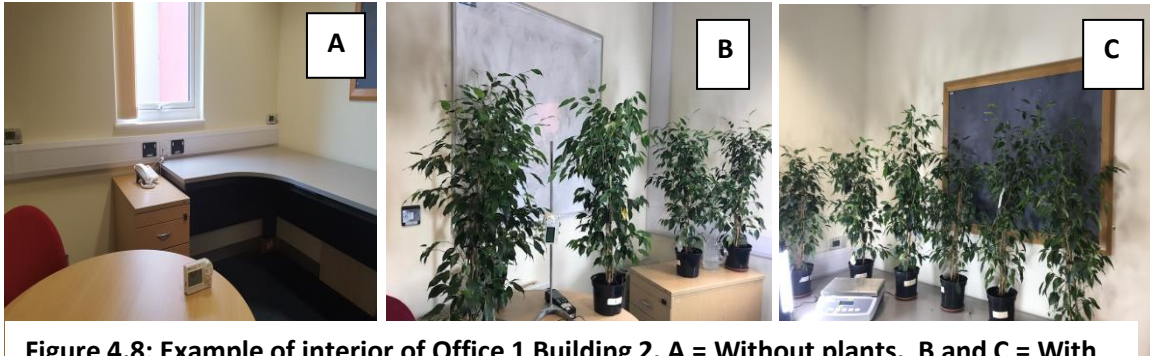 A
B
C
Figure 4.8: Example of interior of Office 1 Building 2. A = Without plants, B and C = With